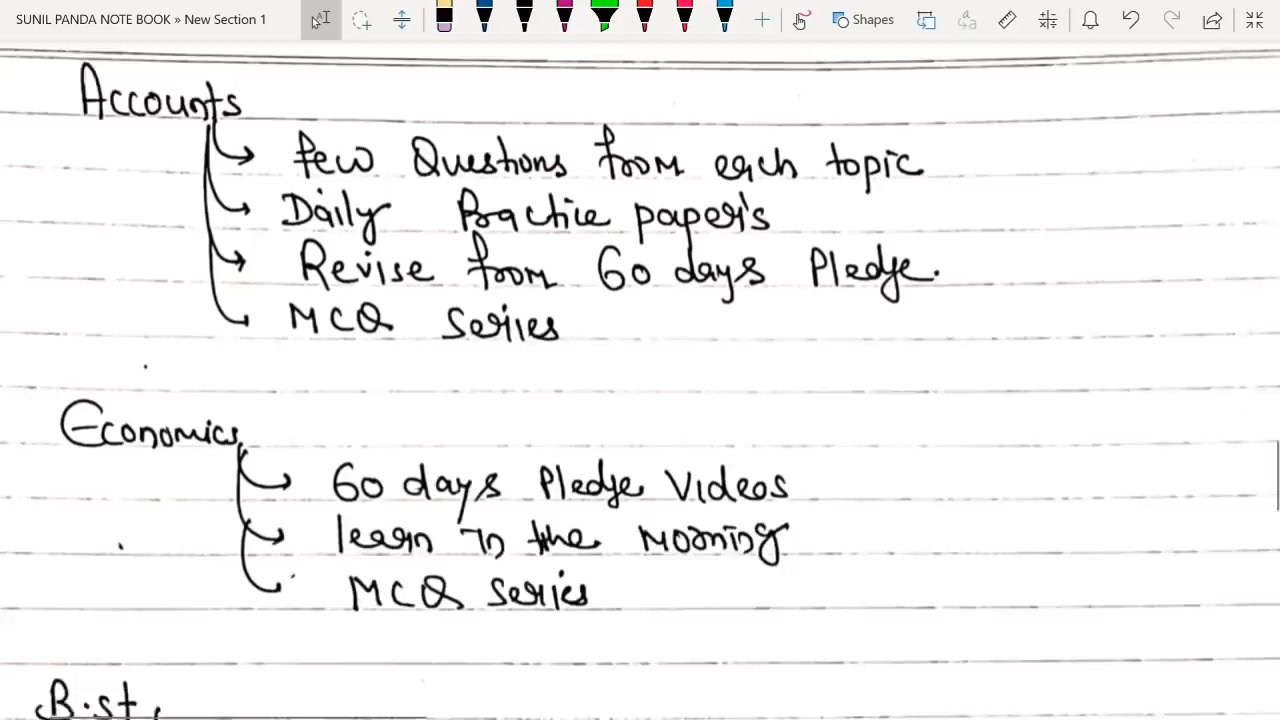 SUNIL PANDA NOTE BOOK » New Section 1
Shapes
Accounts
few Questions from each topic
Daily Practice paper's
Revise from 60 days Pledge.
MCQ Series
Economics
60 days Pledge Videos
learn in the Morning
MCQ Series
B.st,